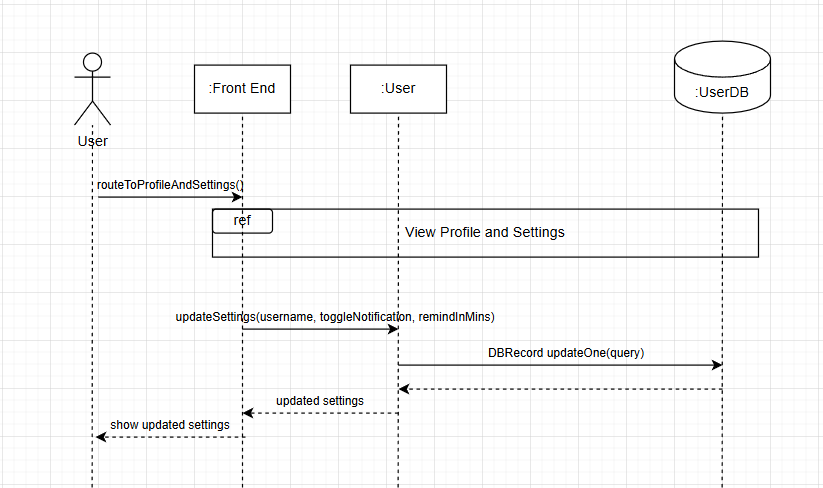 :Front End
:User
:UserDB
User
routeToProfileAndSettings()
ref
View Profile and Settings
updateSettings(username, toggleNotification, remindInMins)
DBRecord updateOne(query)
updated settings
show updated settings